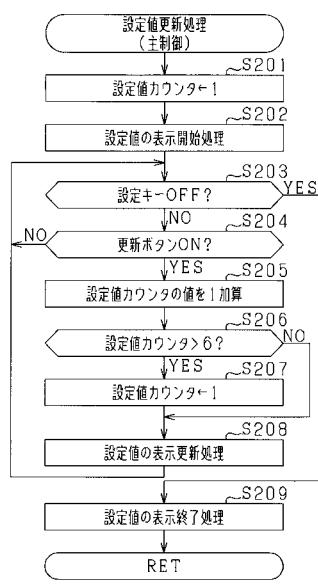 設定値更新処理
(主制御)
S201
設定値カウンタ←1
S202
設定値の表示開始処理
S203
設定キーOFF?
YES
NO
S204
更新ボタンON?
NO
YES
S205
設定値カウンタの値を1加算
S206
設定値カウンタ>6?
NO
YES
S207
設定値カウンタ←1
S208
設定値の表示更新処理
S209
設定値の表示終了処理
RET